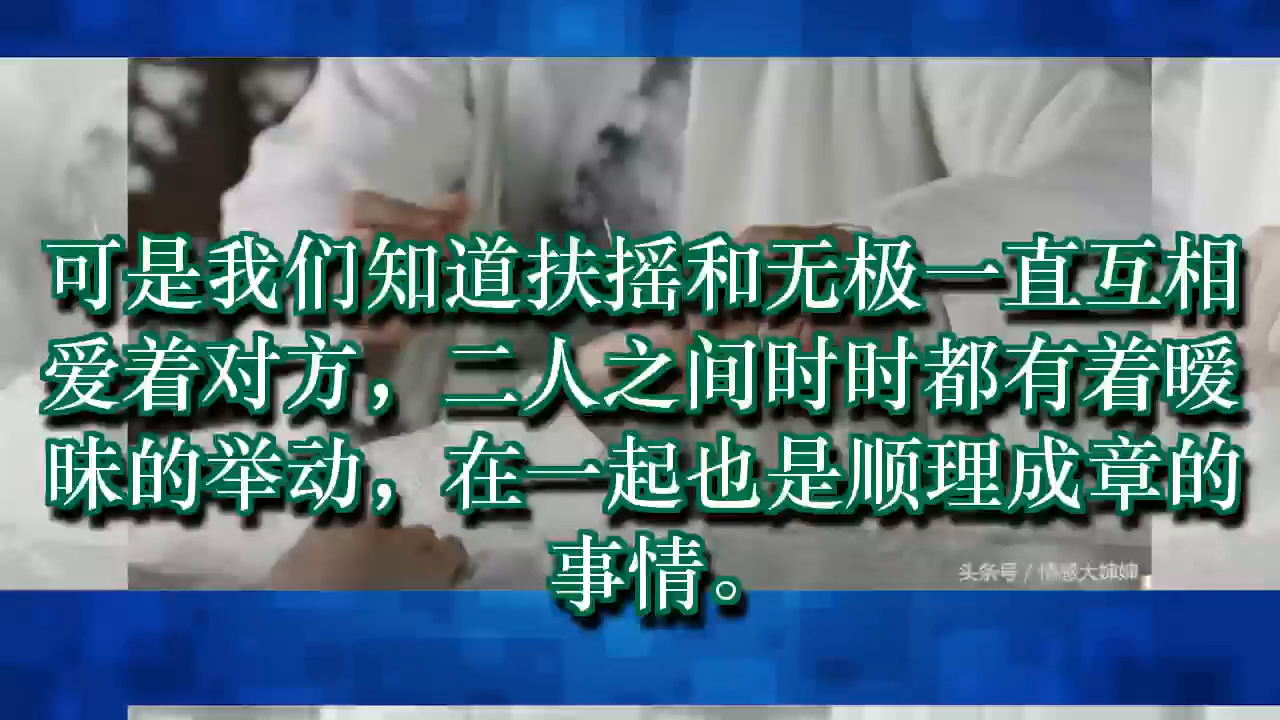 可是我们知道扶摇和无极一直互相
爱着对方，二人之间时时都有着暧
昧的举动，在一起也是顺理成章的
事情。
头条号 / 情感大婶婶